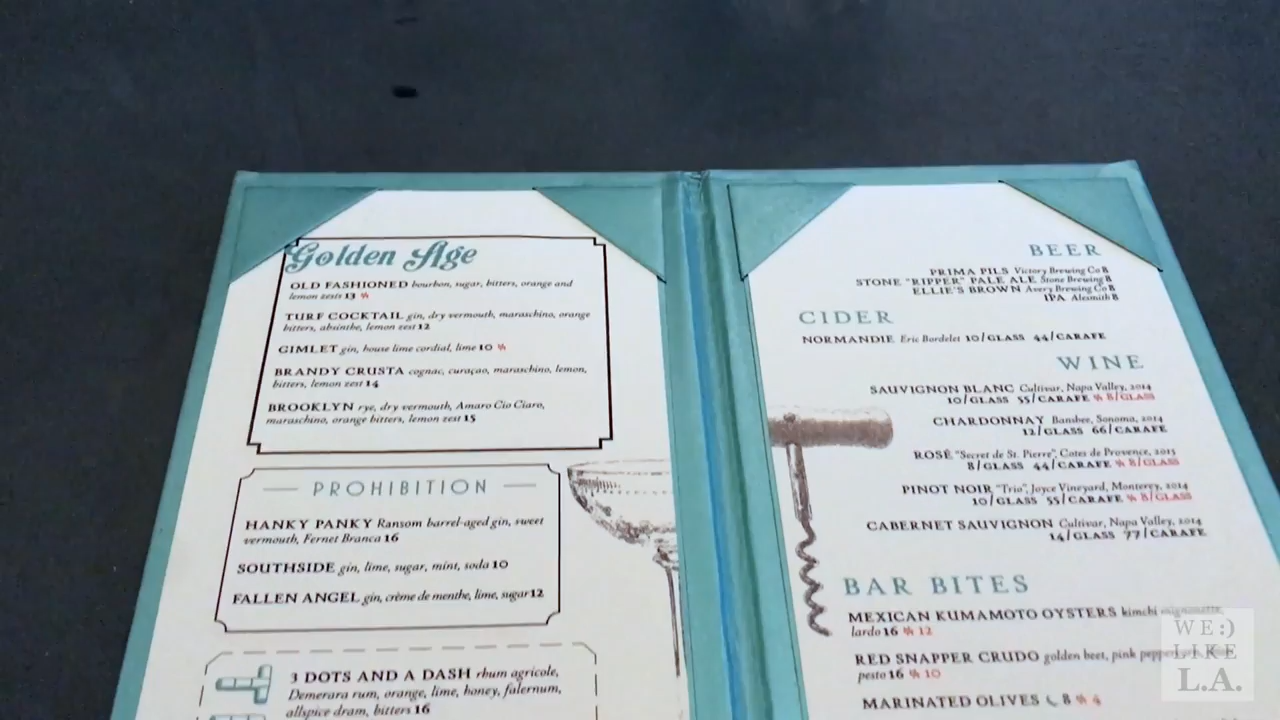 Golden Age
OLD FASHIONED bourbon, sugar, bitters, orange and
lemon zests 13
TURF COCKTAIL gin, dry vermouth, maraschino, orange
bitters, absinthe, lemon zest 12
GIMLET gin, house lime cordial, lime 10
BRANDY CRUSTA cognac, curaçao, maraschino, lemon,
bitters, lemon zest 14
BROOKLYN rye, dry vermouth, Amaro Cio Ciaro,
maraschino, orange bitters, lemon zest 15
PROHIBITION
HANKY PANKY Ransom barrel-aged gin, sweet
vermouth, Fernet Branca 16
SOUTHSIDE gin, lime, sugar, mint, soda 10
FALLEN ANGEL gin, crème de menthe, lime, sugar 12
3 DOTS AND A DASH rhum agricole,
Demerara rum, orange, lime, honey, falernum,
allspice dram, bitters 16
BEER
PRIMA PILS Victory Brewing Co 8
STONE "RIPPER" PALE ALE Stone Brewing 8
ELLIE'S BROWN Avery Brewing Co 8
IPA Alesmith 8
CIDER
NORMANDIE Eric Bordelet 10/GLASS 44/CARAFE
WINE
SAUVIGNON BLANC Cultivar, Napa Valley, 2014
10/GLASS 55/CARAFE 8/GLASS
CHARDONNAY Banshee, Sonoma, 2014
12/GLASS 66/CARAFE
ROSÉ "Secret de St. Pierre", Cotes de Provence, 2015
8/GLASS 44/CARAFE 8/GLASS
PINOT NOIR "Trio", Joyce Vineyard, Monterey, 2014
10/GLASS 55/CARAFE 8/GLASS
CABERNET SAUVIGNON Cultivar, Napa Valley, 2014
14/GLASS 77/CARAFE
BAR BITES
MEXICAN KUMAMOTO OYSTERS kimchi mignonette,
lardo 16 12
RED SNAPPER CRUDO golden beet, pink pepper,
pesto 16 10
MARINATED OLIVES 8 4
WE:)
LIKE
L.A.